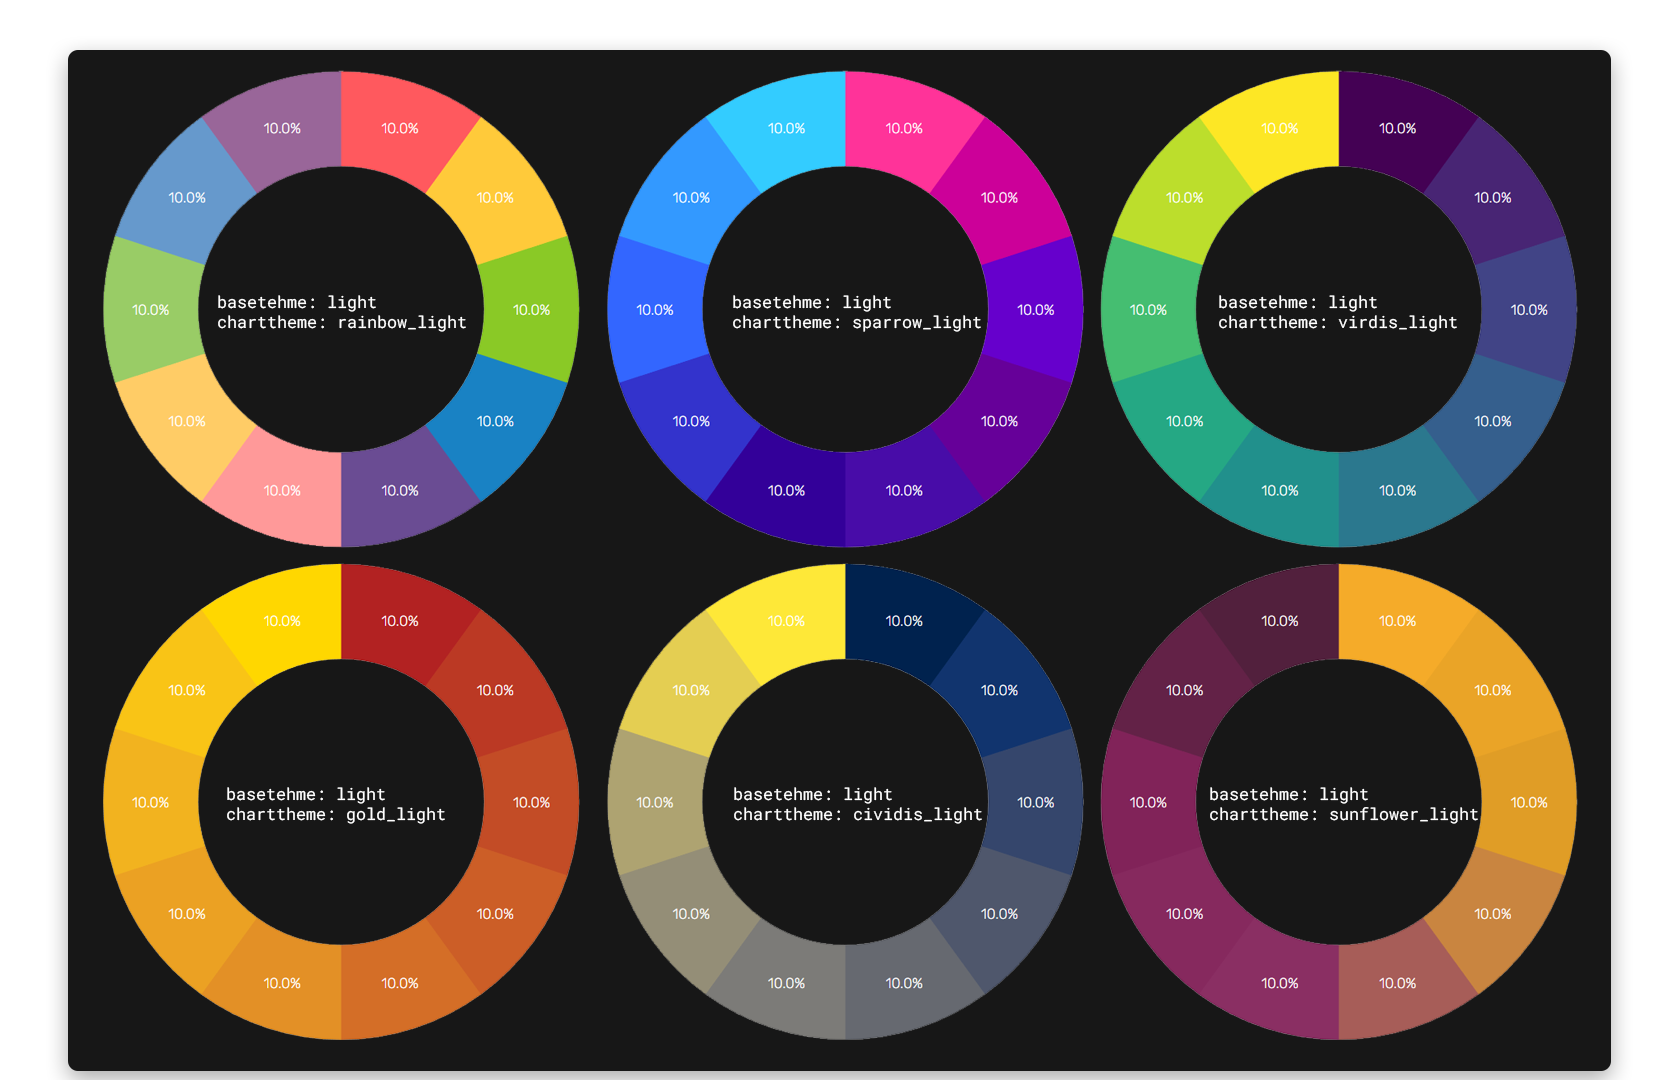 10.0% 10.0% 10.0% 10.0% 10.0% 10.0%
10.0% 10.0% 10.0% 10.0% 10.0% 10.0%
basetehme: light basetehme: light basetehme: light
10.0% 10.0% 10.0% 10.0% 10.0% 10.0%
charttheme: rainbow_light charttheme: sparrow_light charttheme: virdis_light
10.0% 10.0% 10.0% 10.0% 10.0% 10.0%
10.0% 10.0% 10.0% 10.0% 10.0% 10.0%
10.0% 10.0% 10.0% 10.0% 10.0% 10.0%
10.0% 10.0% 10.0% 10.0% 10.0% 10.0%
basetehme: light basetehme: light basetehme: light
10.0% 10.0% 10.0% 10.0% 10.0% 10.0%
charttheme: gold_light charttheme: cividis_light charttheme: sunflower_light
10.0% 10.0% 10.0% 10.0% 10.0% 10.0%
10.0% 10.0% 10.0% 10.0% 10.0% 10.0%